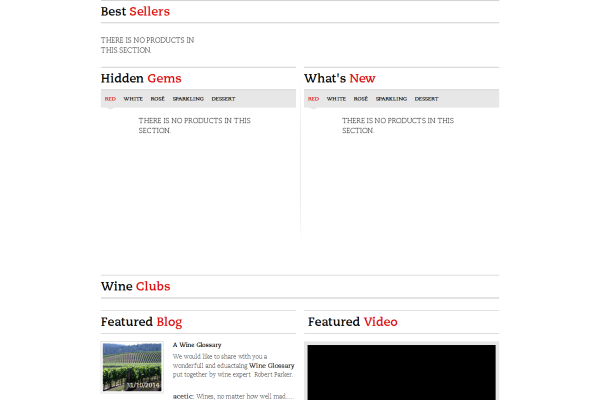 Best Sellers
THERE IS NO PRODUCTS IN
THIS SECTION.
Hidden Gems
RED WHITE ROSÉ SPARKLING DESSERT
THERE IS NO PRODUCTS IN THIS
SECTION.
What's New
RED WHITE ROSÉ SPARKLING DESSERT
THERE IS NO PRODUCTS IN THIS
SECTION.
Wine Clubs
Featured Blog
31/10/2014
A Wine Glossary
We would like to share with you a
wonderfull and eduactaing Wine Glossary
put together by wine expert Robert Parker.
acetic: Wines, no matter how well mad....
Featured Video